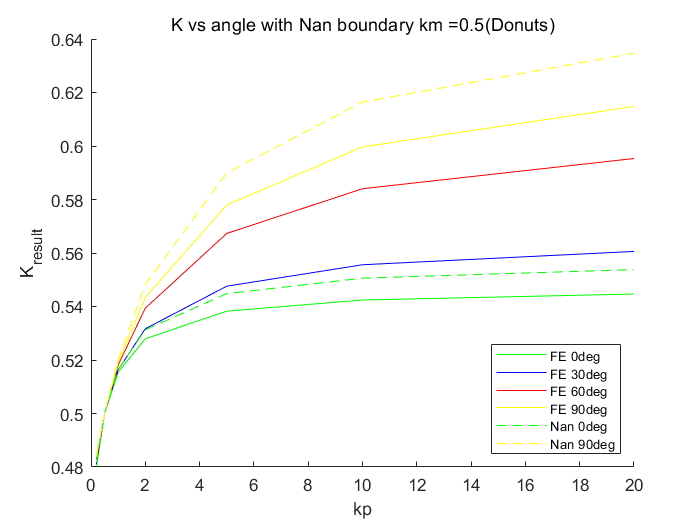 K vs angle with Nan boundary km =0.5(Donuts)
0.64
0.62
0.6
0.58
0.56
0.54
0.52
0.5
0.48
K_result
FE 0deg
FE 30deg
FE 60deg
FE 90deg
Nan 0deg
Nan 90deg
0 2 4 6 8 10 12 14 16 18 20
kp